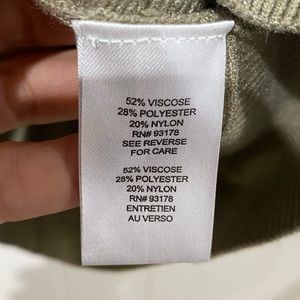 52% VISCOSE
28% POLYESTER
20% NYLON
RN# 93178
SEE REVERSE
FOR CARE
52% VISCOSE
28% POLYESTER
20% NYLON
RN# 93178
ENTRETIEN
AU VERSO